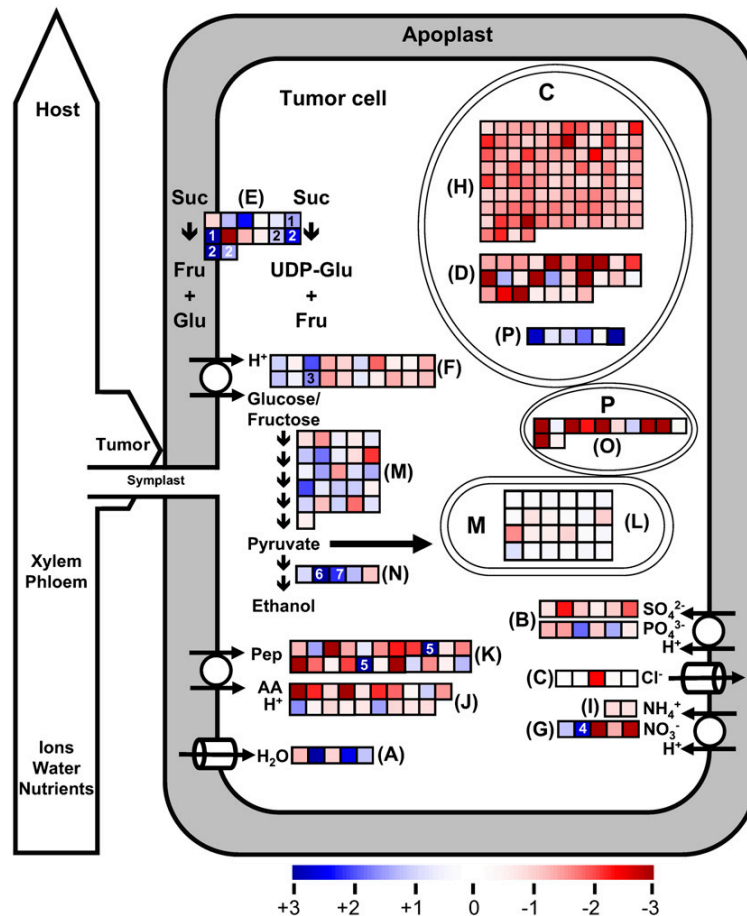 Apoplast
Host
Tumor cell
C
(H)
Suc (E) Suc
1
1 2 2
2 2
Fru
+
Glu
UDP-Glu
+
Fru
(D)
(P)
H+
3
(F)
Glucose/
Fructose
P
(O)
Tumor
Symplast
(M)
M
(L)
Pyruvate
6 7
(N)
Ethanol
Xylem
Phloem
(B)
SO₄²⁻
PO₄³⁻
H+
Pep
5
5
(K)
(C)
Cl⁻
AA
H+
(J)
(I)
NH₄⁺
(G)
4
NO₃⁻
H+
Ions
Water
Nutrients
H₂O
(A)
+3 +2 +1 0 -1 -2 -3